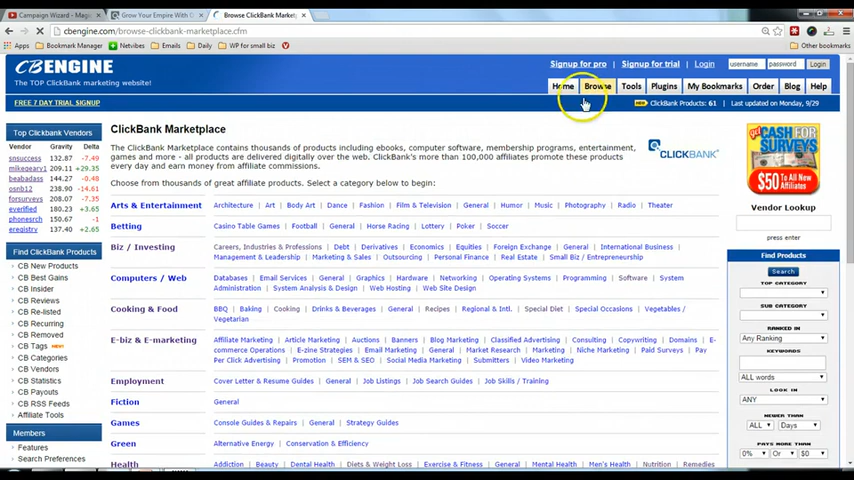 Campaign Wizard - Magn
Grow Your Empire With C
Browse ClickBank Market
cbengine.com/browse-clickbank-marketplace.cfm
Apps Bookmark Manager Netvibes Emails Daily WP for small biz Other bookmarks
CBENGINE
The TOP ClickBank marketing website!
Signup for pro Signup for trial Login username password Login
Home Browse Tools Plugins My Bookmarks Order Blog Help
FREE 7 DAY TRIAL SIGNUP
ClickBank Products: 61 | Last updated on Monday, 9/29
Top Clickbank Vendors
Vendor Gravity Delta
snsuccess 132.87 -7.49
mikegeary1 209.11 +29.35
beabadass 144.27 -0.48
osnb12 238.90 -14.61
forsurveys 208.07 -7.35
everified 180.23 +3.65
phonesrch 150.67 -1
eregistry 137.40 +2.65
Find ClickBank Products
CB New Products
CB Best Gains
CB Insider
CB Reviews
CB Re-listed
CB Recurring
CB Removed
CB Tags
CB Categories
CB Vendors
CB Statistics
CB Payouts
CB RSS Feeds
Affiliate Tools
Members
Features
Search Preferences
ClickBank Marketplace
The ClickBank Marketplace contains thousands of products including ebooks, computer software, membership programs, entertainment,
games and more - all products are delivered digitally over the web. ClickBank's more than 100,000 affiliates promote these products
every day and earn money from affiliate commissions.
CLICKBANK
Choose from thousands of great affiliate products. Select a category below to begin:
Arts & Entertainment Architecture | Art | Body Art | Dance | Fashion | Film & Television | General | Humor | Music | Photography | Radio | Theater
Betting Casino Table Games | Football | General | Horse Racing | Lottery | Poker | Soccer
Biz / Investing Careers, Industries & Professions | Debt | Derivatives | Economics | Equities | Foreign Exchange | General | International Business |
Management & Leadership | Marketing & Sales | Outsourcing | Personal Finance | Real Estate | Small Biz / Entrepreneurship
Computers / Web Databases | Email Services | General | Graphics | Hardware | Networking | Operating Systems | Programming | Software | System
Administration | System Analysis & Design | Web Hosting | Web Site Design
Cooking & Food BBQ | Baking | Cooking | Drinks & Beverages | General | Recipes | Regional & Intl. | Special Diet | Special Occasions | Vegetables /
Vegetarian
E-biz & E-marketing Affiliate Marketing | Article Marketing | Auctions | Banners | Blog Marketing | Classified Advertising | Consulting | Copywriting | Domains | E-
commerce Operations | E-zine Strategies | Email Marketing | General | Market Research | Marketing | Niche Marketing | Paid Surveys | Pay
Per Click Advertising | Promotion | SEM & SEO | Social Media Marketing | Submitters | Video Marketing
Employment Cover Letter & Resume Guides | General | Job Listings | Job Search Guides | Job Skills / Training
Fiction General
Games Console Guides & Repairs | General | Strategy Guides
Green Alternative Energy | Conservation & Efficiency
Health Addiction | Beauty | Dental Health | Diets & Weight Loss | Exercise & Fitness | General | Mental Health | Men's Health | Nutrition | Remedies
get CASH FOR
SURVEYS
$50 To All New
Affiliates
Vendor Lookup
press enter
Find Products
Search
TOP CATEGORY
SUB CATEGORY
RANKED IN
Any Ranking
KEYWORDS
ALL words
LOOK IN
ANY
NEWER THAN
ALL Days
PAYS MORE THAN
0% Or $0